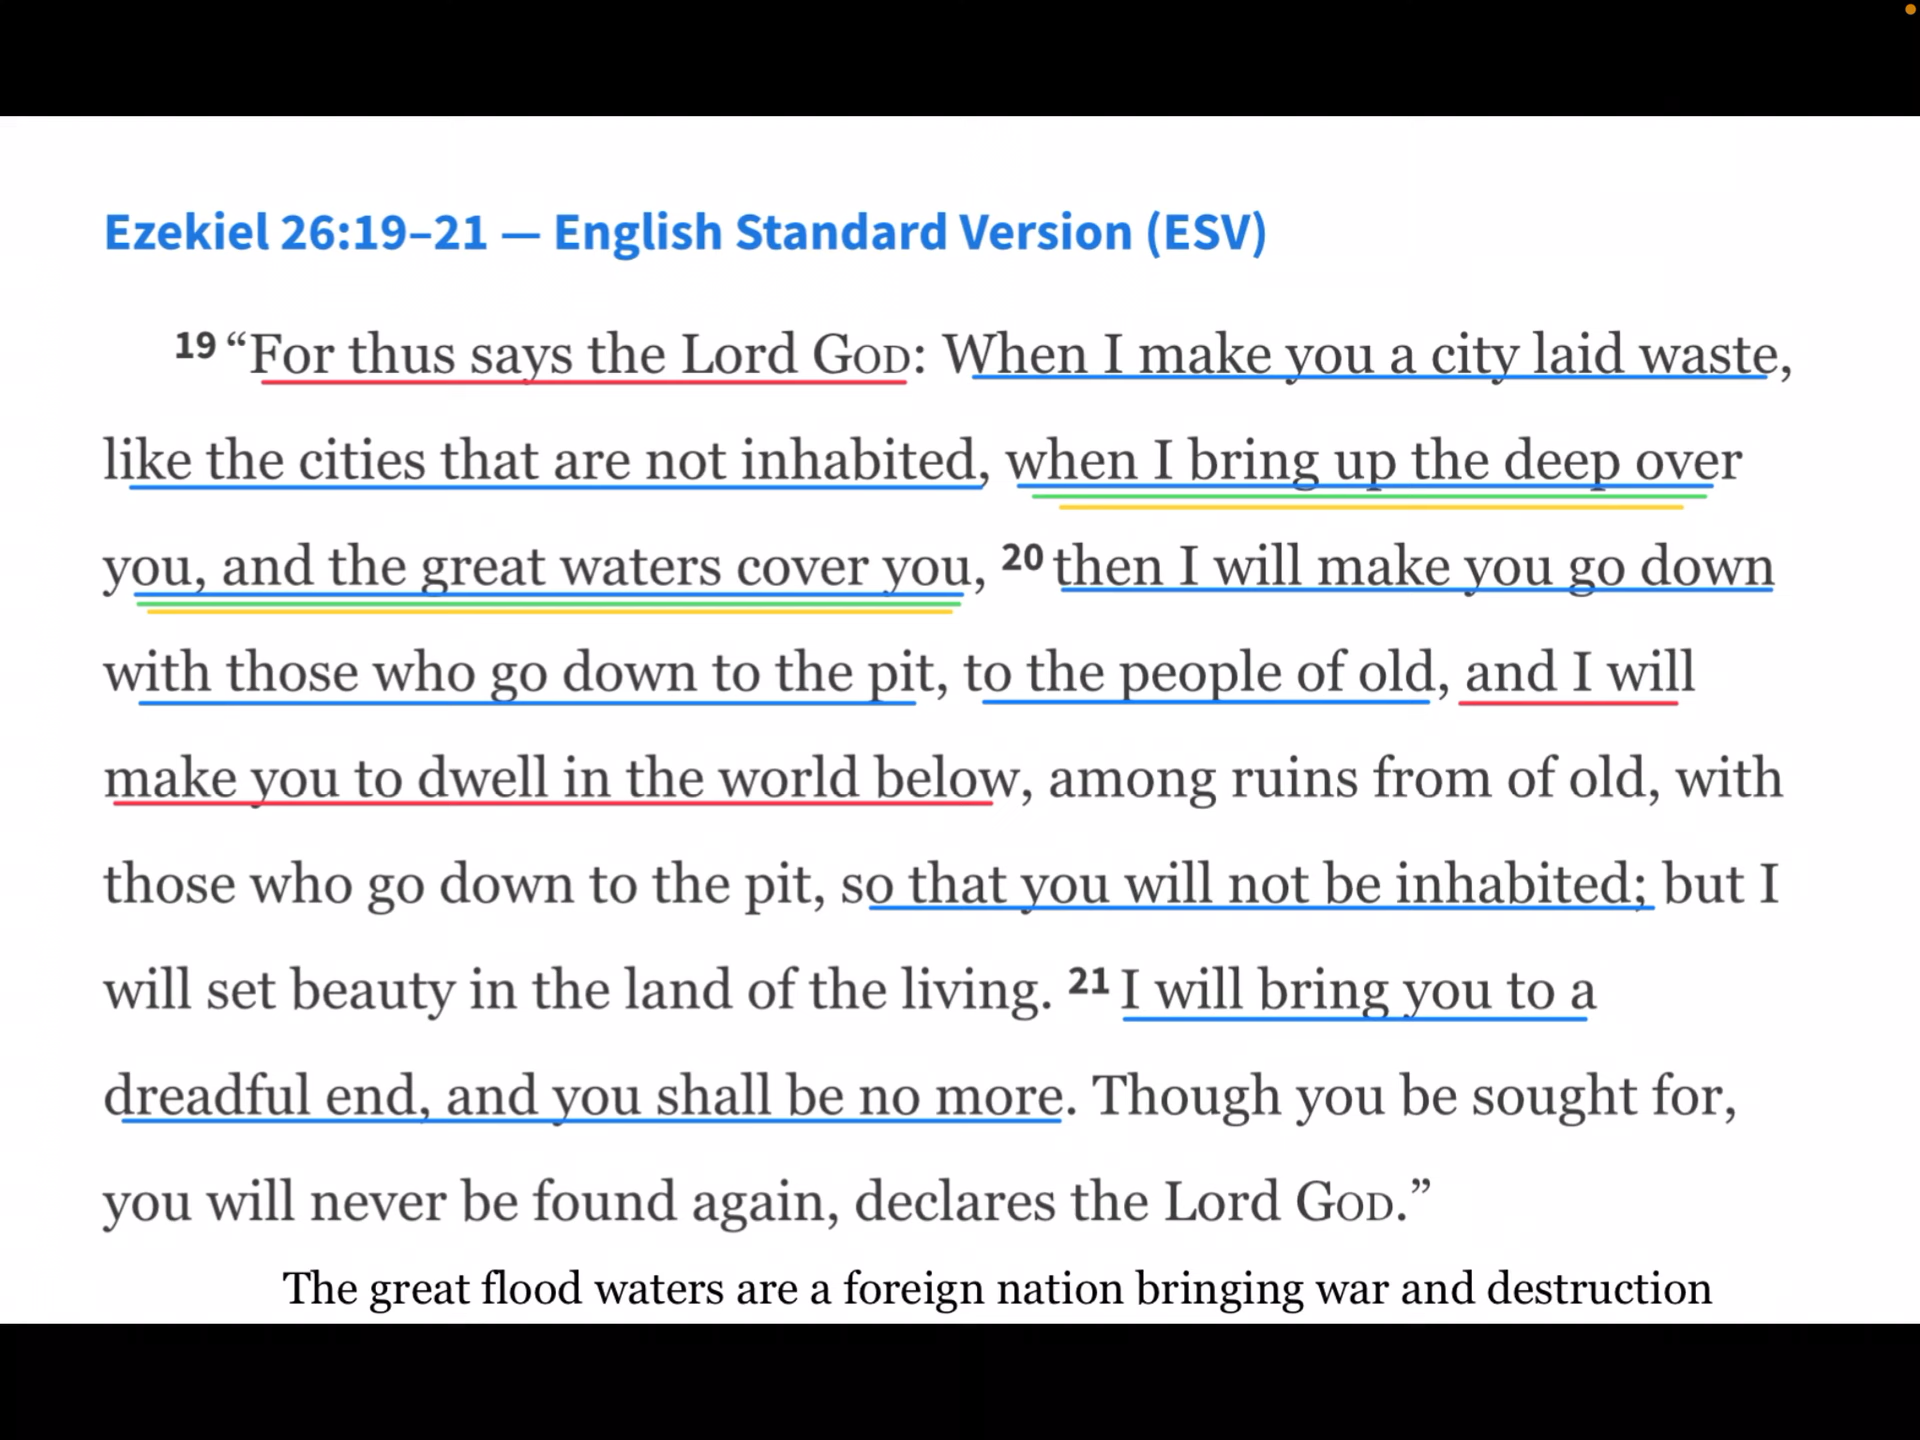 Ezekiel 26:19–21 — English Standard Version (ESV)
19 “For thus says the Lord GOD: When I make you a city laid waste,
like the cities that are not inhabited, when I bring up the deep over
you, and the great waters cover you, 20 then I will make you go down
with those who go down to the pit, to the people of old, and I will
make you to dwell in the world below, among ruins from of old, with
those who go down to the pit, so that you will not be inhabited; but I
will set beauty in the land of the living. 21 I will bring you to a
dreadful end, and you shall be no more. Though you be sought for,
you will never be found again, declares the Lord GOD.”
The great flood waters are a foreign nation bringing war and destruction